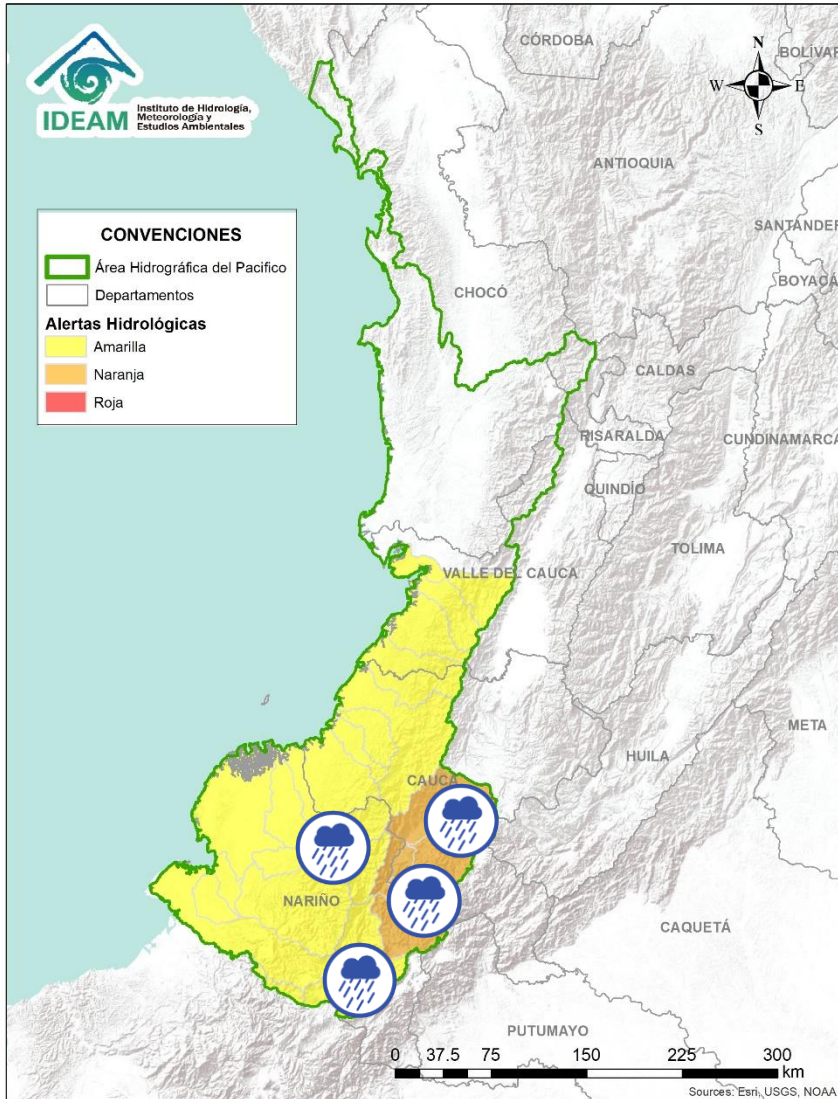 IDEAM
Instituto de Hidrología,
Meteorología y
Estudios Ambientales
CÓRDOBA
BOLÍVAR
N
W
E
S
ANTIOQUIA
SANTANDER
BOYACÁ
CONVENCIONES
Área Hidrográfica del Pacifico
Departamentos
Alertas Hidrológicas
Amarilla
Naranja
Roja
CHOCÓ
CALDAS
RISARALDA
CUNDINAMARCA
QUINDÍO
TOLIMA
VALLE DEL CAUCA
META
HUILA
CAUCA
NARIÑO
CAQUETÁ
PUTUMAYO
0 37.5 75 150 225 300
km
Sources: Esri, USGS, NOAA